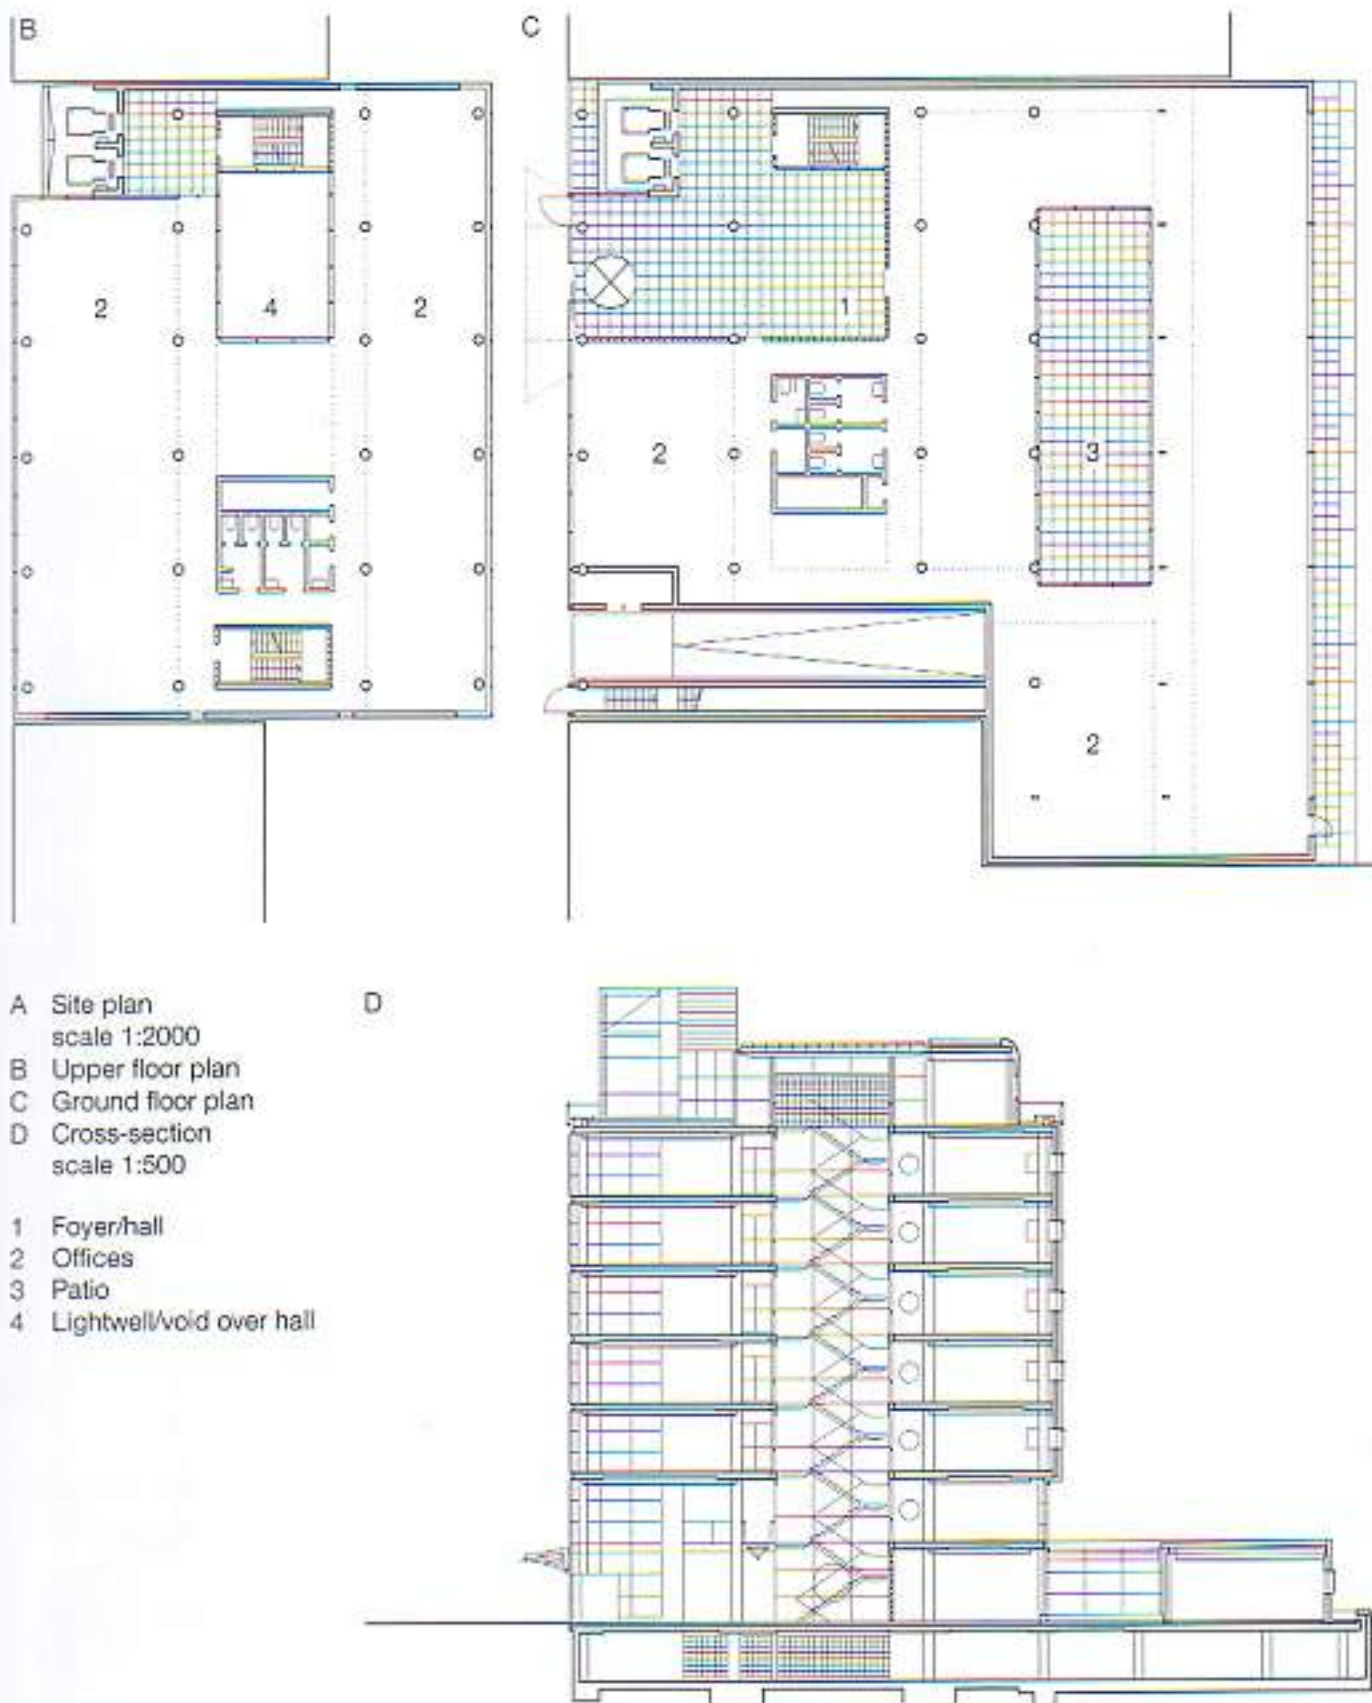 B
C
2
4
2
1
2
3
2
A Site plan
scale 1:2000
B Upper floor plan
C Ground floor plan
D Cross-section
scale 1:500
1 Foyer/hall
2 Offices
3 Patio
4 Lightwell/void over hall
D